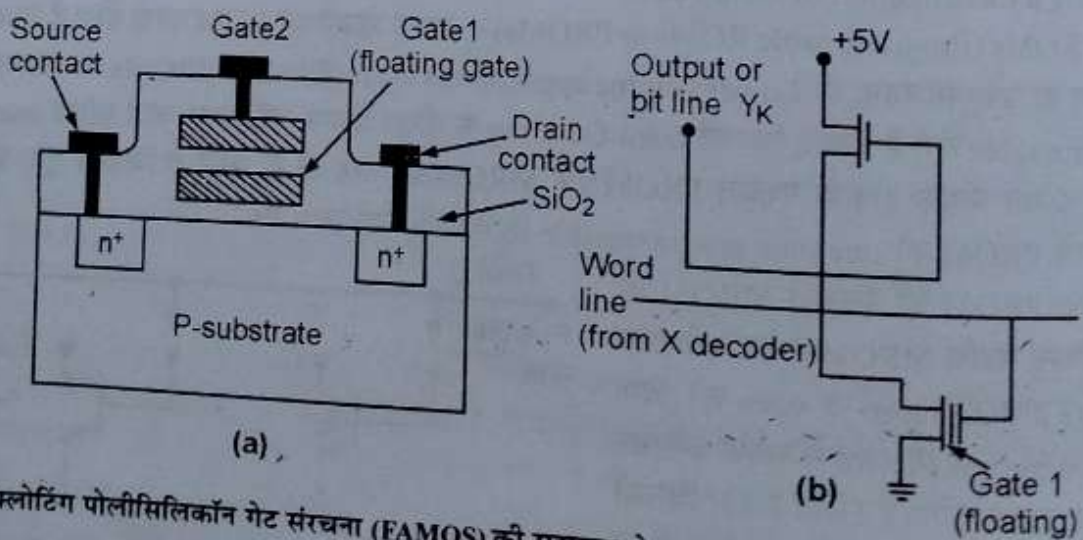 Source
contact
Gate2
Gate1
(floating gate)
Drain
contact
SiO₂
n⁺
n⁺
P-substrate
(a)
+5V
Output or
bit line Y_K
Word
line
(from X decoder)
(b)
Gate 1
(floating)
पोलीसिलिकॉन गेट संरचना (FAMOS) की